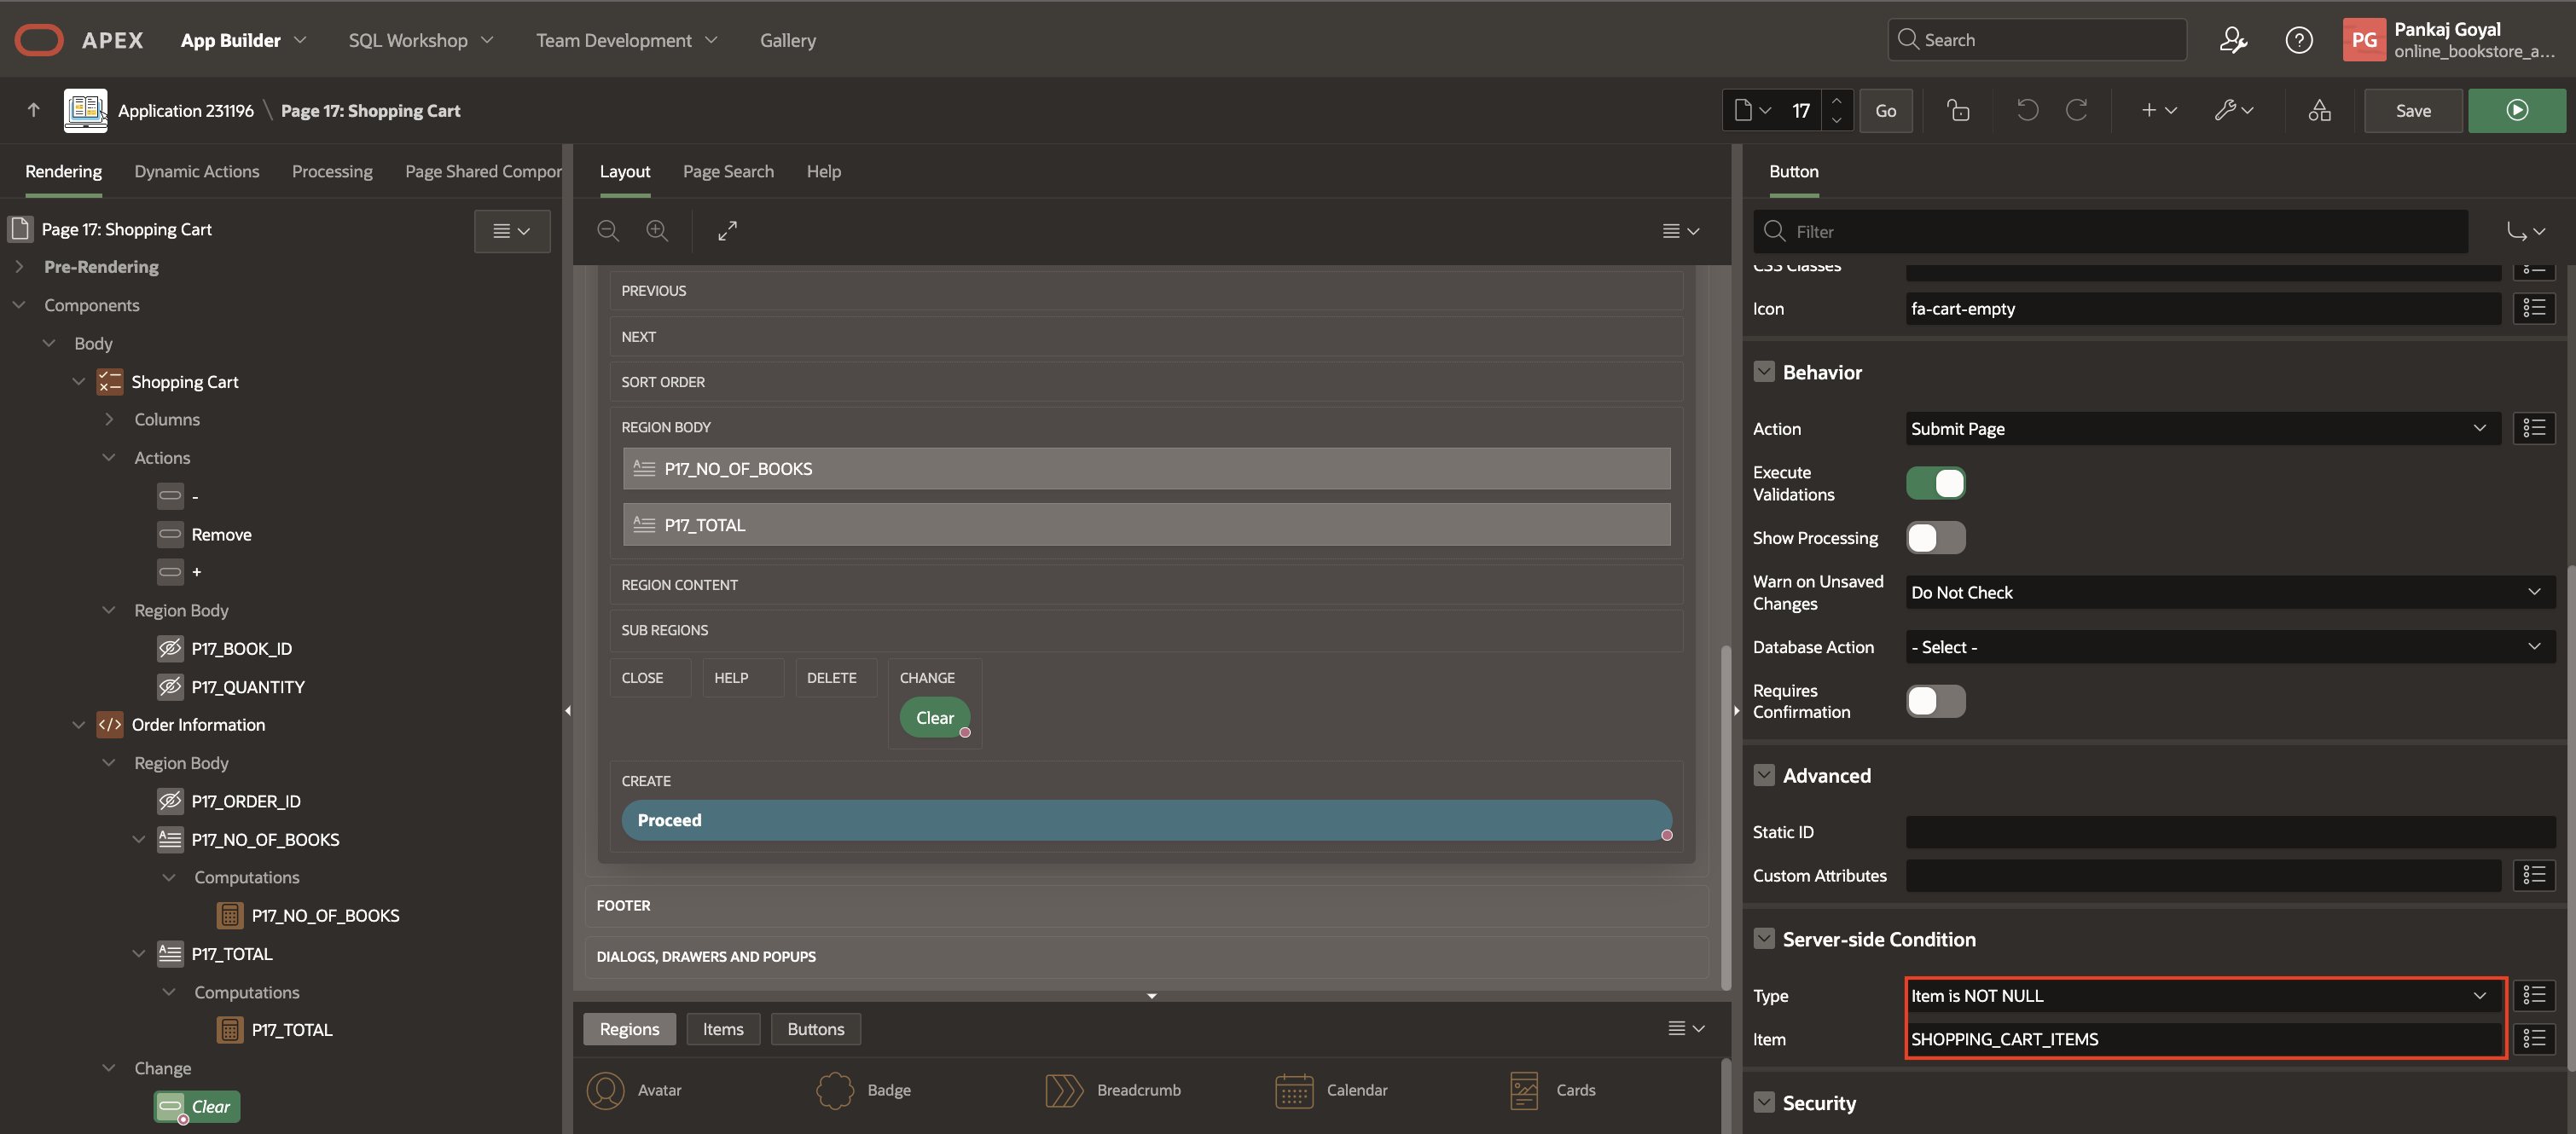 APEX
App Builder
SQL Workshop
Team Development
Gallery
Search
PG
Pankaj Goyal
online_bookstore_a...
Application 231196 \ Page 17: Shopping Cart
17
Go
Save
Rendering
Dynamic Actions
Processing
Page Shared Compor
Page 17: Shopping Cart
Pre-Rendering
Components
Body
Shopping Cart
Columns
Actions
-
Remove
+
Region Body
P17_BOOK_ID
P17_QUANTITY
Order Information
Region Body
P17_ORDER_ID
P17_NO_OF_BOOKS
Computations
P17_NO_OF_BOOKS
P17_TOTAL
Computations
P17_TOTAL
Change
Clear
Layout
Page Search
Help
PREVIOUS
NEXT
SORT ORDER
REGION BODY
P17_NO_OF_BOOKS
P17_TOTAL
REGION CONTENT
SUB REGIONS
CLOSE
HELP
DELETE
CHANGE
Clear
CREATE
Proceed
FOOTER
DIALOGS, DRAWERS AND POPUPS
Regions
Items
Buttons
Avatar
Badge
Breadcrumb
Calendar
Cards
Button
Filter
CSS Classes
Icon
fa-cart-empty
Behavior
Action
Submit Page
Execute
Validations
Show Processing
Warn on Unsaved
Changes
Do Not Check
Database Action
- Select -
Requires
Confirmation
Advanced
Static ID
Custom Attributes
Server-side Condition
Type
Item is NOT NULL
Item
SHOPPING_CART_ITEMS
Security